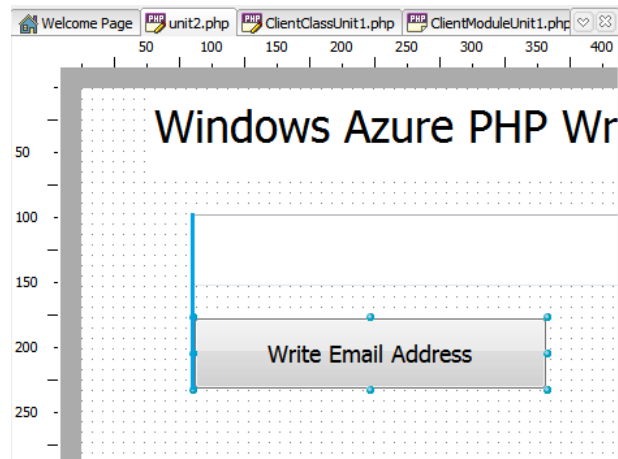 Welcome Page unit2.php ClientClassUnit1.php ClientModuleUnit1.php
50 100 150 200 250 300 350 400
Windows Azure PHP Wr
50
100
150
Write Email Address
200
250